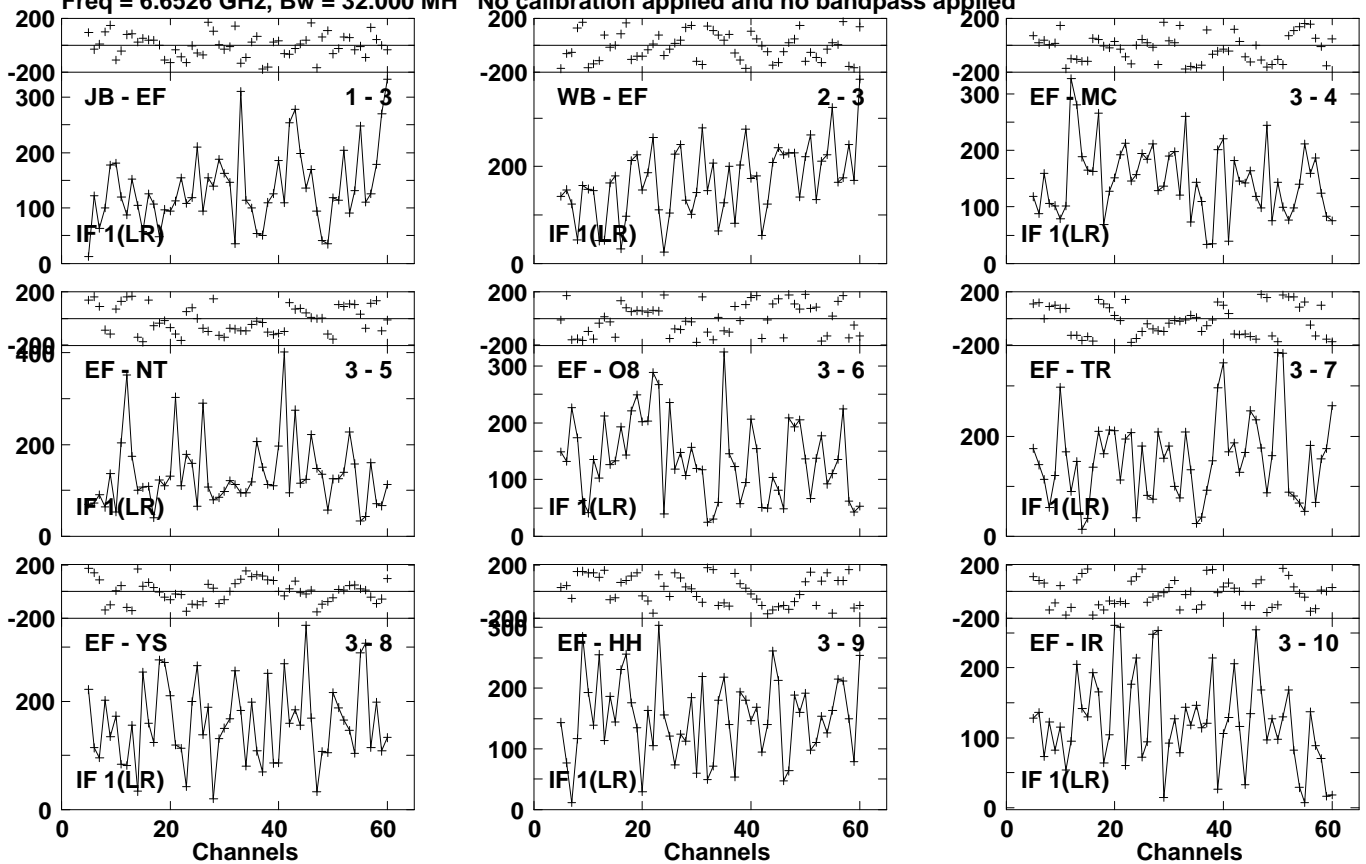 Freq = 6.6526 GHz, Bw = 32.000 MH No calibration applied and no bandpass applied
200
-200
JB - EF 1 - 3
300
200
100
0
IF 1(LR)
200
-200
WB - EF 2 - 3
200
0
IF 1(LR)
200
-200
EF - MC 3 - 4
300
200
100
0
IF 1(LR)
200
-200
EF - NT 3 - 5
400
200
0
IF 1(LR)
200
-200
EF - O8 3 - 6
300
200
100
0
IF 1(LR)
200
-200
EF - TR 3 - 7
200
0
IF 1(LR)
200
-200
EF - YS 3 - 8
200
0
IF 1(LR)
0 20 40 60
Channels
200
-200
EF - HH 3 - 9
300
200
100
0
IF 1(LR)
0 20 40 60
Channels
200
-200
EF - IR 3 - 10
200
100
0
IF 1(LR)
0 20 40 60
Channels